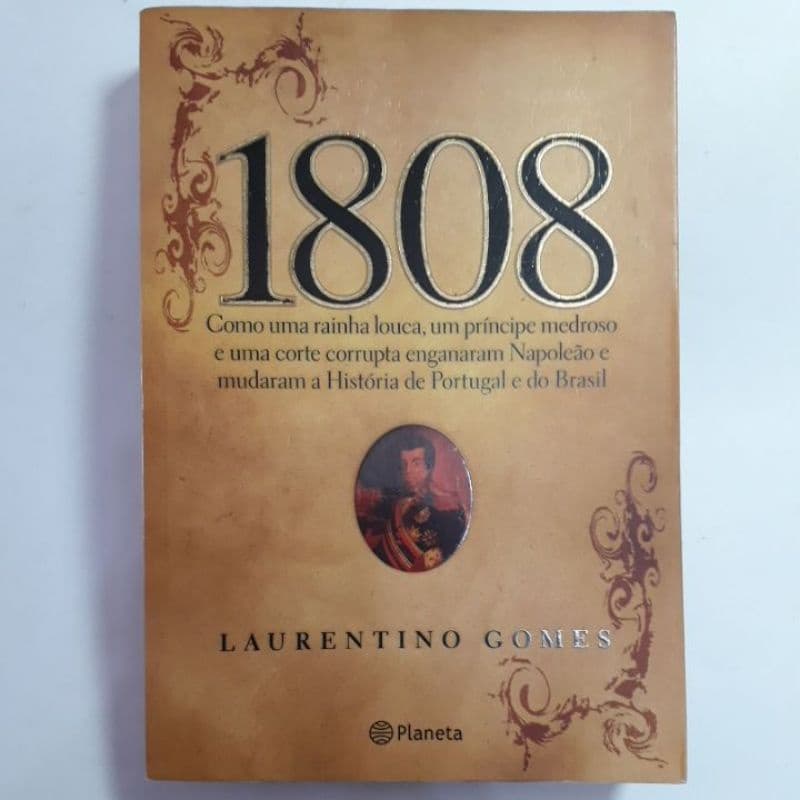 1808
Como uma rainha louca, um príncipe medroso
e uma corte corrupta enganaram Napoleão e
mudaram a História de Portugal e do Brasil
LAURENTINO GOMES
Planeta